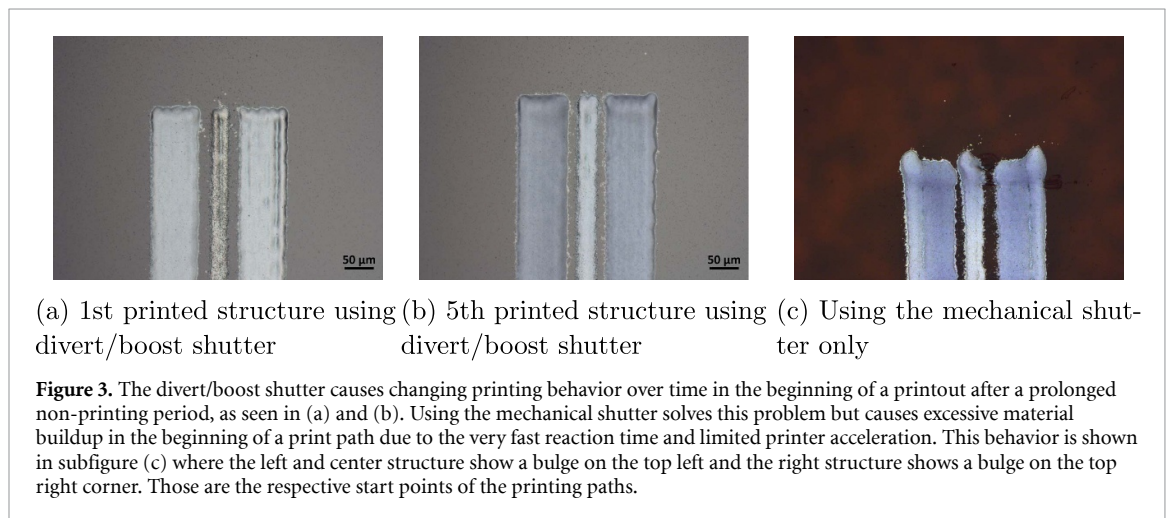 50 µm
50 µm
(a) 1st printed structure using
divert/boost shutter
(b) 5th printed structure using
divert/boost shutter
(c) Using the mechanical shut-
ter only
Figure 3. The divert/boost shutter causes changing printing behavior over time in the beginning of a printout after a prolonged
non-printing period, as seen in (a) and (b). Using the mechanical shutter solves this problem but causes excessive material
buildup in the beginning of a print path due to the very fast reaction time and limited printer acceleration. This behavior is shown
in subfigure (c) where the left and center structure show a bulge on the top left and the right structure shows a bulge on the top
right corner. Those are the respective start points of the printing paths.